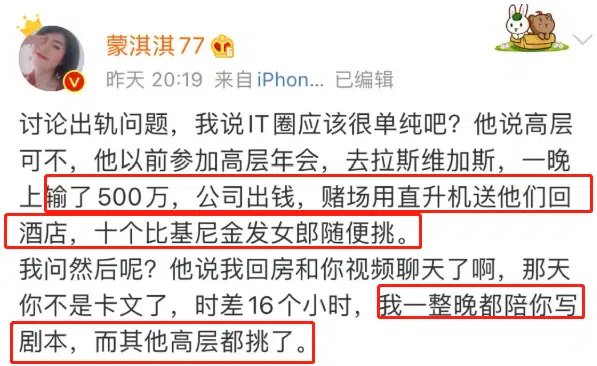 蒙淇淇77
昨天 20:19 来自 iPhon... 已编辑
讨论出轨问题，我说IT圈应该很单纯吧？他说高层
可不，他以前参加高层年会，去拉斯维加斯，一晚
上输了500万，公司出钱，赌场用直升机送他们回
酒店，十个比基尼金发女郎随便挑。
我问然后呢？他说我回房和你视频聊天了啊，那天
你不是卡文了，时差16个小时，我一整晚都陪你写
剧本，而其他高层都挑了。